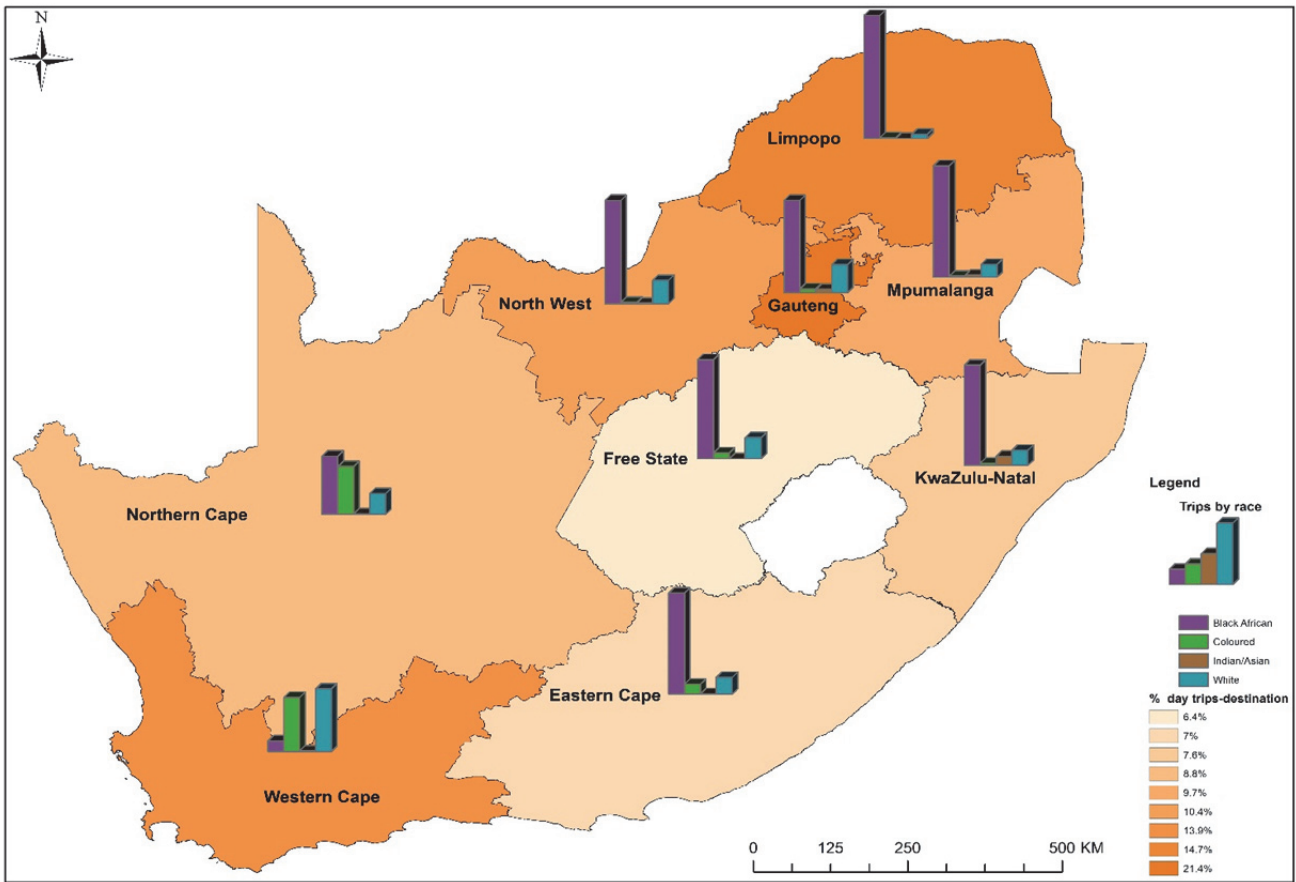 N
Limpopo
North West
Gauteng
Mpumalanga
Free State
KwaZulu-Natal
Northern Cape
Eastern Cape
Western Cape
Legend
Trips by race
Black African
Coloured
Indian/Asian
White
% day trips-destination
6.4%
7%
7.6%
8.8%
9.7%
10.4%
13.9%
14.7%
21.4%
0 125 250 500 KM